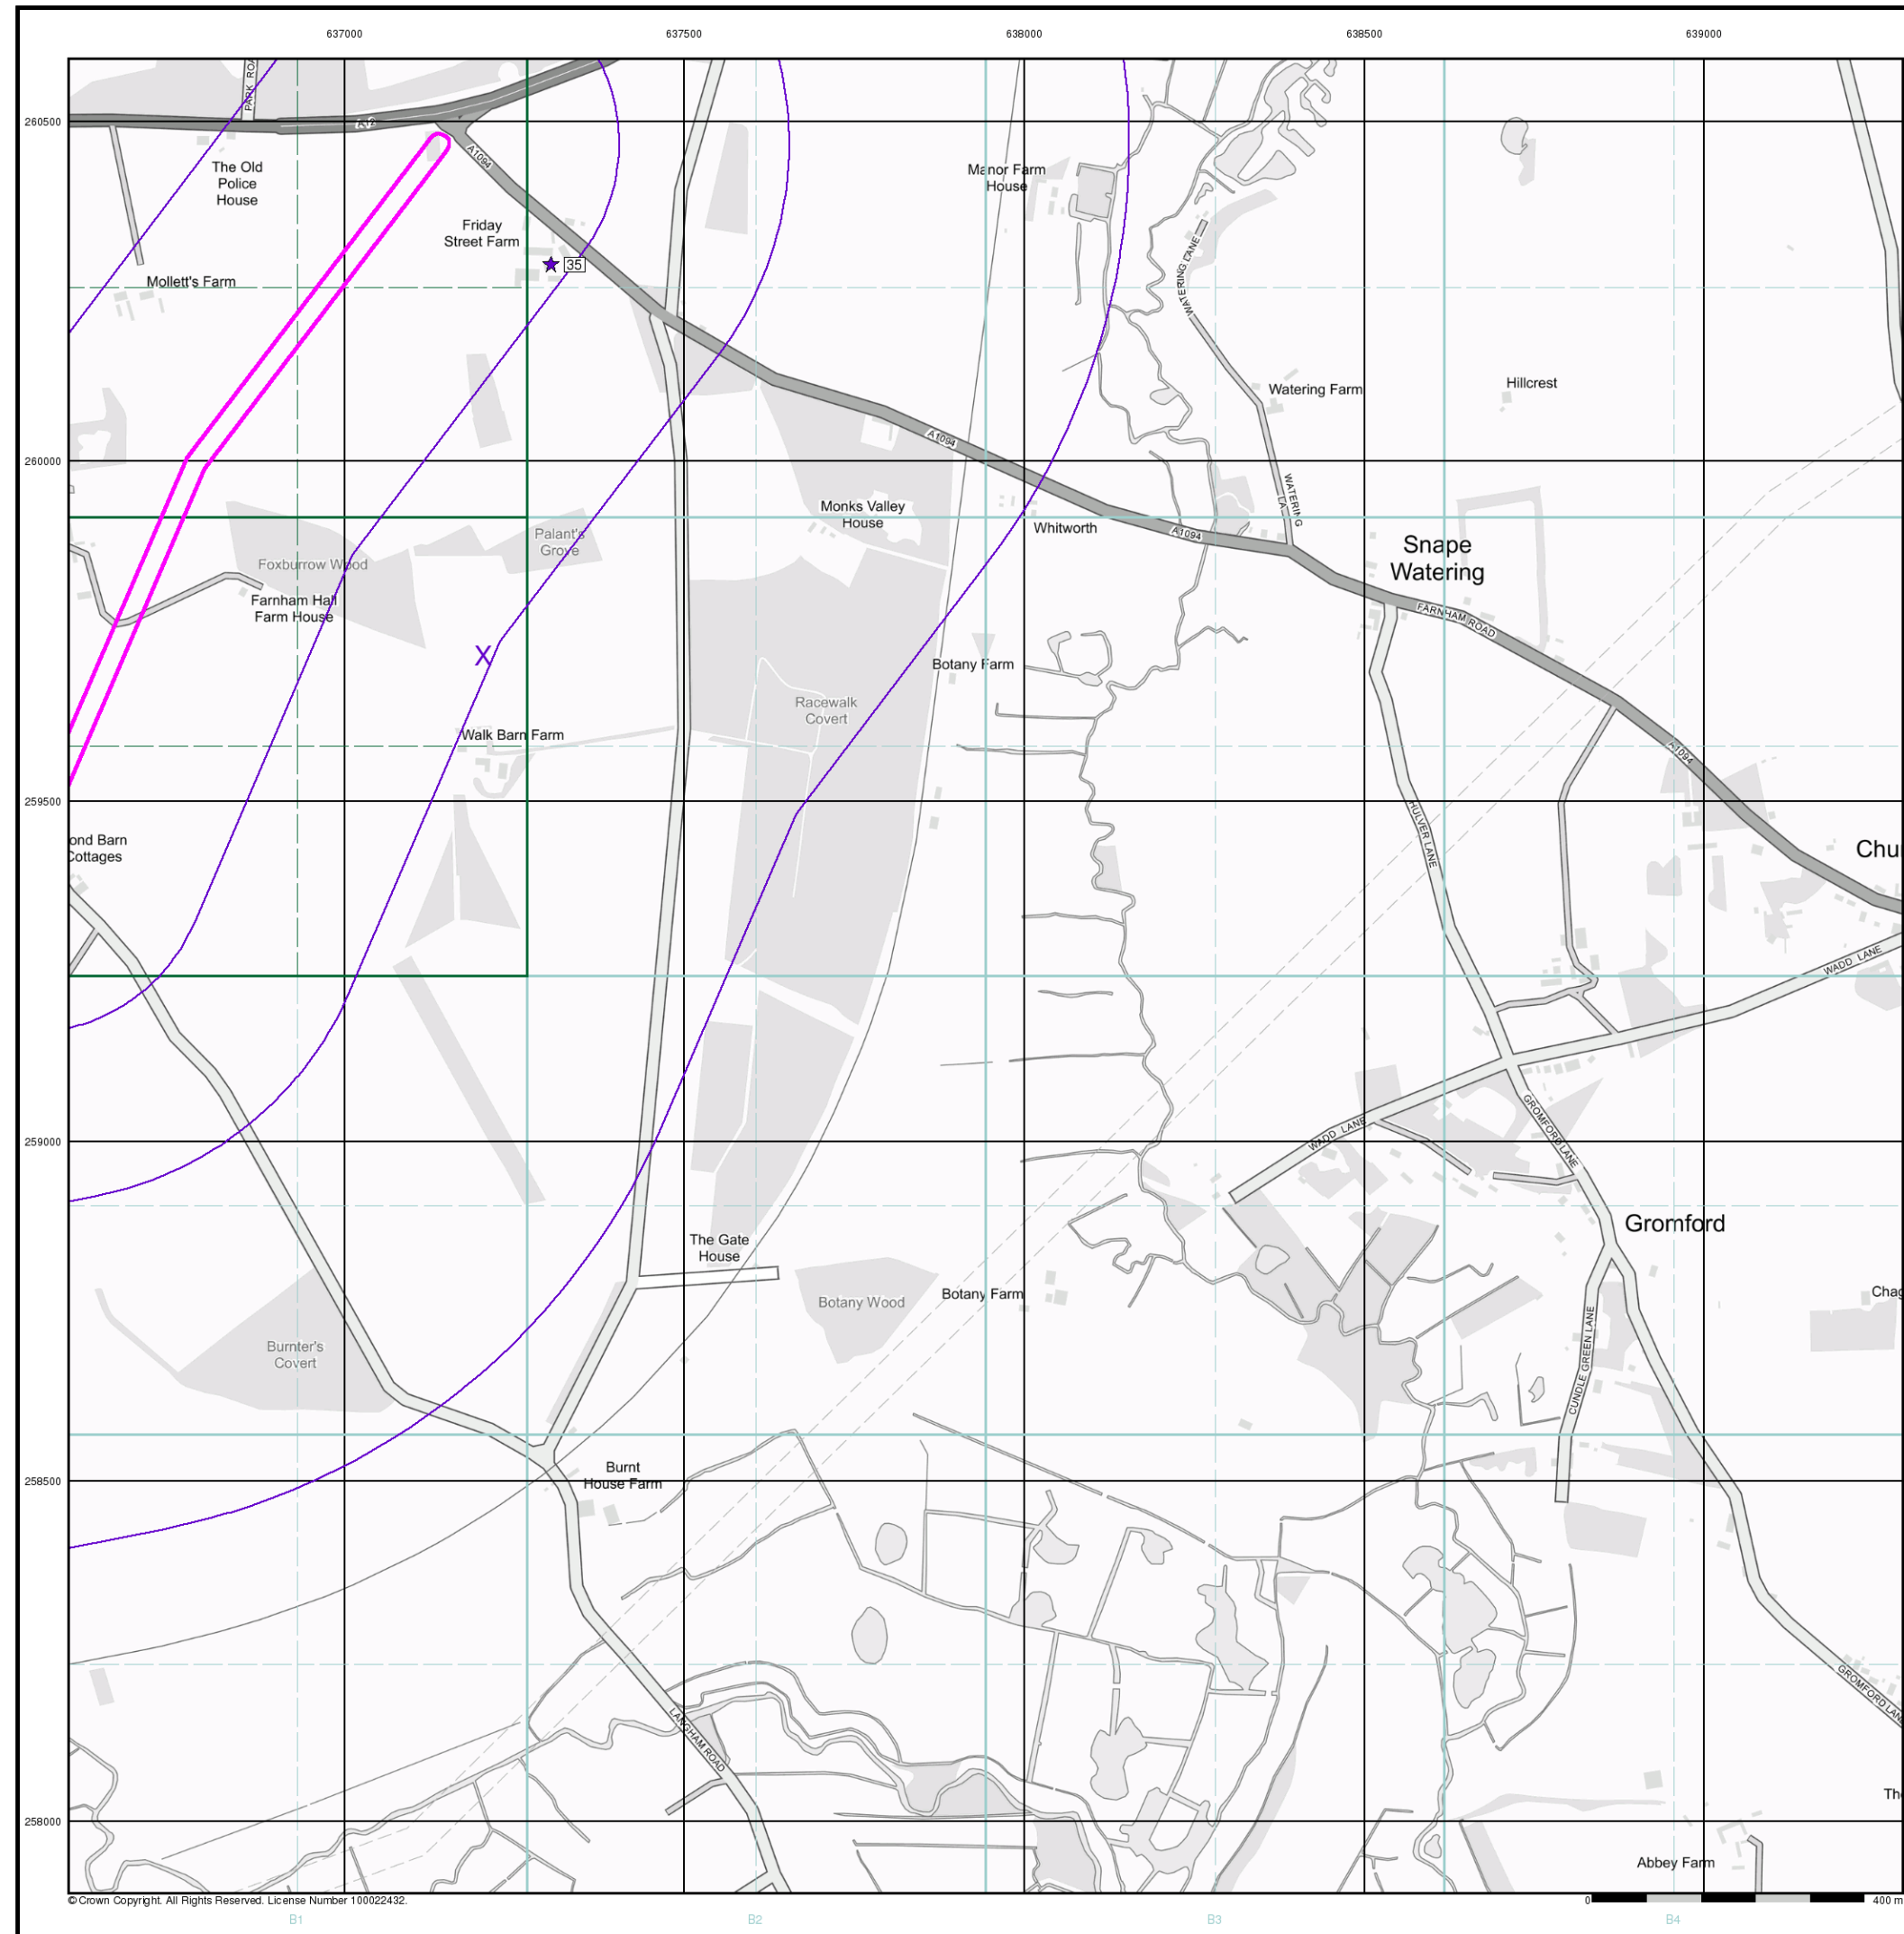 637000
637500
638000
638500
639000
260500
260000
259500
259000
258500
258000
PARK ROA
A12
A1094
The Old
Police
House
Friday
Street Farm
35
Mollett's Farm
Manor Farm
House
WATERING LANE
Watering Farm
Hillcrest
A1094
WATERING
LA
Monks Valley
House
Whitworth
A1094
Snape
Watering
FARNHAM ROAD
Palant's
Grove
Foxburrow Wood
Farnham Hall
Farm House
X
Botany Farm
Racewalk
Covert
Walk Barn Farm
A1094
HULVER LANE
ond Barn
Cottages
Chu
WADD LANE
WADD LANE
GROMFORD LANE
Gromford
The Gate
House
Botany Wood
Botany Farm
Chag
Burnter's
Covert
CUNDLE GREEN LANE
Burnt
House Farm
GROMFORD LANE
LANGHAM ROAD
Th
Abbey Farm
© Crown Copyright. All Rights Reserved. License Number 100022432.
0
400 m
B1
B2
B3
B4